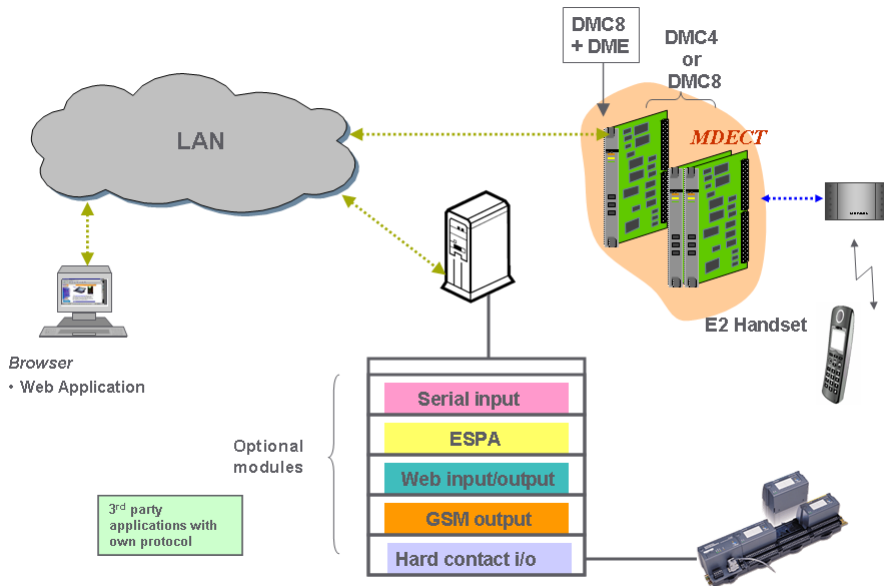 DMC8
+ DME
DMC4
or
DMC8
LAN
MDECT
E2 Handset
Browser
• Web Application
Optional
modules
Serial input
ESPA
Web input/output
GSM output
Hard contact i/o
3rd party
applications with
own protocol